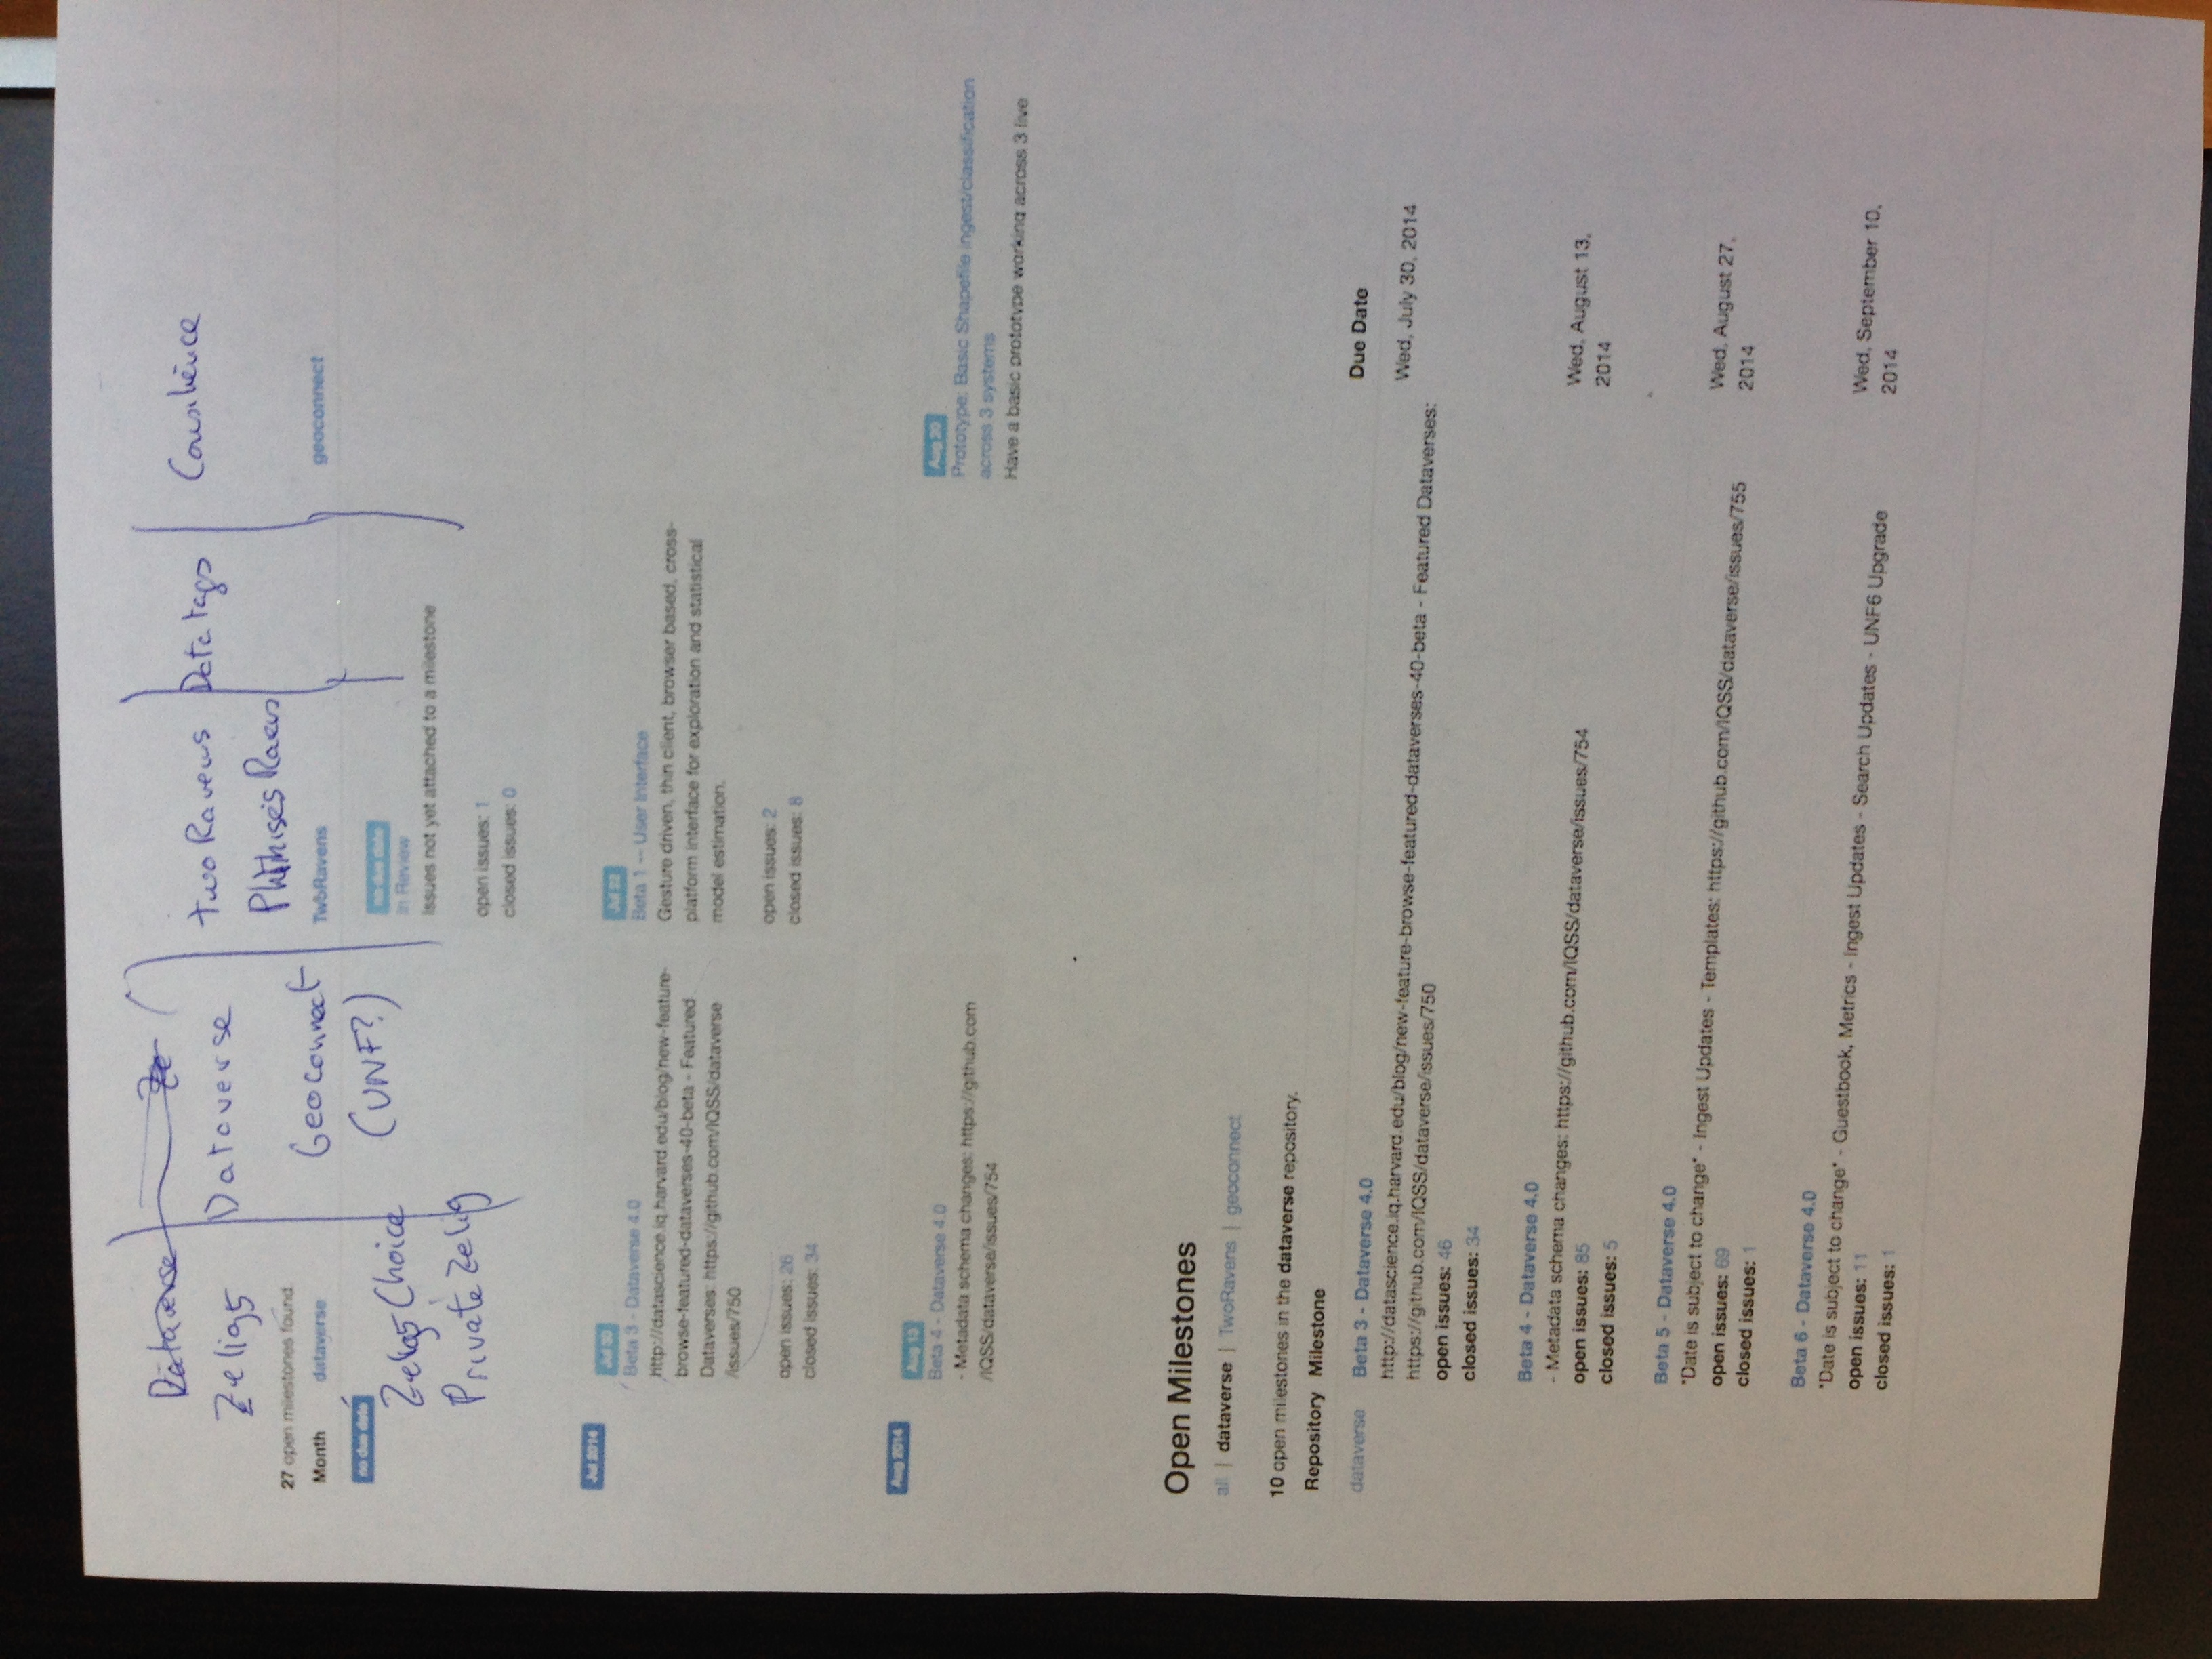 Dataverse Ze
Zelig5 Dataverse TwoRavens Datatags Consilience
27 open milestones found.
Month dataverse Geoconnect TwoRavens geoconnect
no due date
Zelig5 Choice (UNF?) no due date
In Review
issues not yet attached to a milestone
Private Zelig
open issues: 1
closed issues: 0
Jul 2014
Jul 30
Beta 3 - Dataverse 4.0
http://datascience.iq.harvard.edu/blog/new-feature-
browse-featured-dataverses-40-beta - Featured
Dataverses: https://github.com/IQSS/dataverse
/issues/750
open issues: 26
closed issues: 34
Jul 22
Beta 1 -- User Interface
Gesture driven, thin client, browser based, cross-
platform interface for exploration and statistical
model estimation.
open issues: 2
closed issues: 8
Aug 2014
Aug 13
Beta 4 - Dataverse 4.0
- Metadata schema changes: https://github.com
/IQSS/dataverse/issues/754
Aug 20
Prototype: Basic Shapefile ingest/classification
across 3 systems
Have a basic prototype working across 3 live
Open Milestones
all | dataverse | TwoRavens | geoconnect
10 open milestones in the dataverse repository.
Repository Milestone Due Date
dataverse Beta 3 - Dataverse 4.0
http://datascience.iq.harvard.edu/blog/new-feature-browse-featured-dataverses-40-beta - Featured Dataverses: Wed, July 30, 2014
https://github.com/IQSS/dataverse/issues/750
open issues: 46
closed issues: 34
Beta 4 - Dataverse 4.0
- Metadata schema changes: https://github.com/IQSS/dataverse/issues/754 Wed, August 13,
2014
open issues: 85
closed issues: 5
Beta 5 - Dataverse 4.0
*Date is subject to change* - Ingest Updates - Templates: https://github.com/IQSS/dataverse/issues/755 Wed, August 27,
2014
open issues: 69
closed issues: 1
Beta 6 - Dataverse 4.0
*Date is subject to change* - Guestbook, Metrics - Ingest Updates - Search Updates - UNF6 Upgrade Wed, September 10,
2014
open issues: 11
closed issues: 1